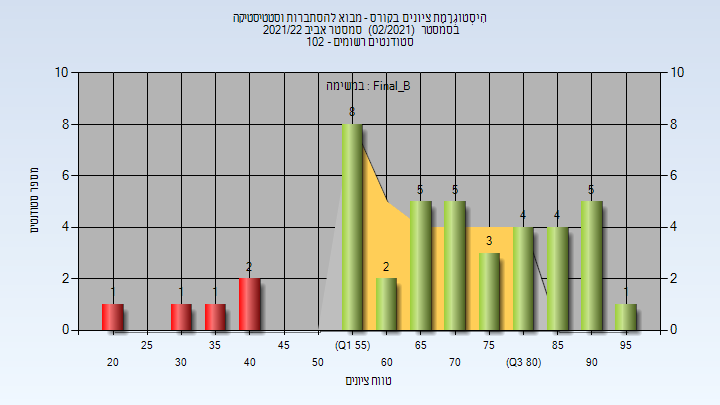 הִיסְטוֹגְרָמַת ציונים בקורס - מבוא להסתברות וסטטיסטיקה
בסמסטר (02/2021) סמסטר אביב 2021/22
סטודנטים רשומים - 102
במשימה : Final_B
10 10
8 8
6 6
4 4
2 2
0 0
1 1 1 2 8 2 5 5 3 4 4 5 1
מספר סטודנטים
25 35 45 (Q1 55) 65 75 85 95
20 30 40 50 60 70 (Q3 80) 90
טווח ציונים